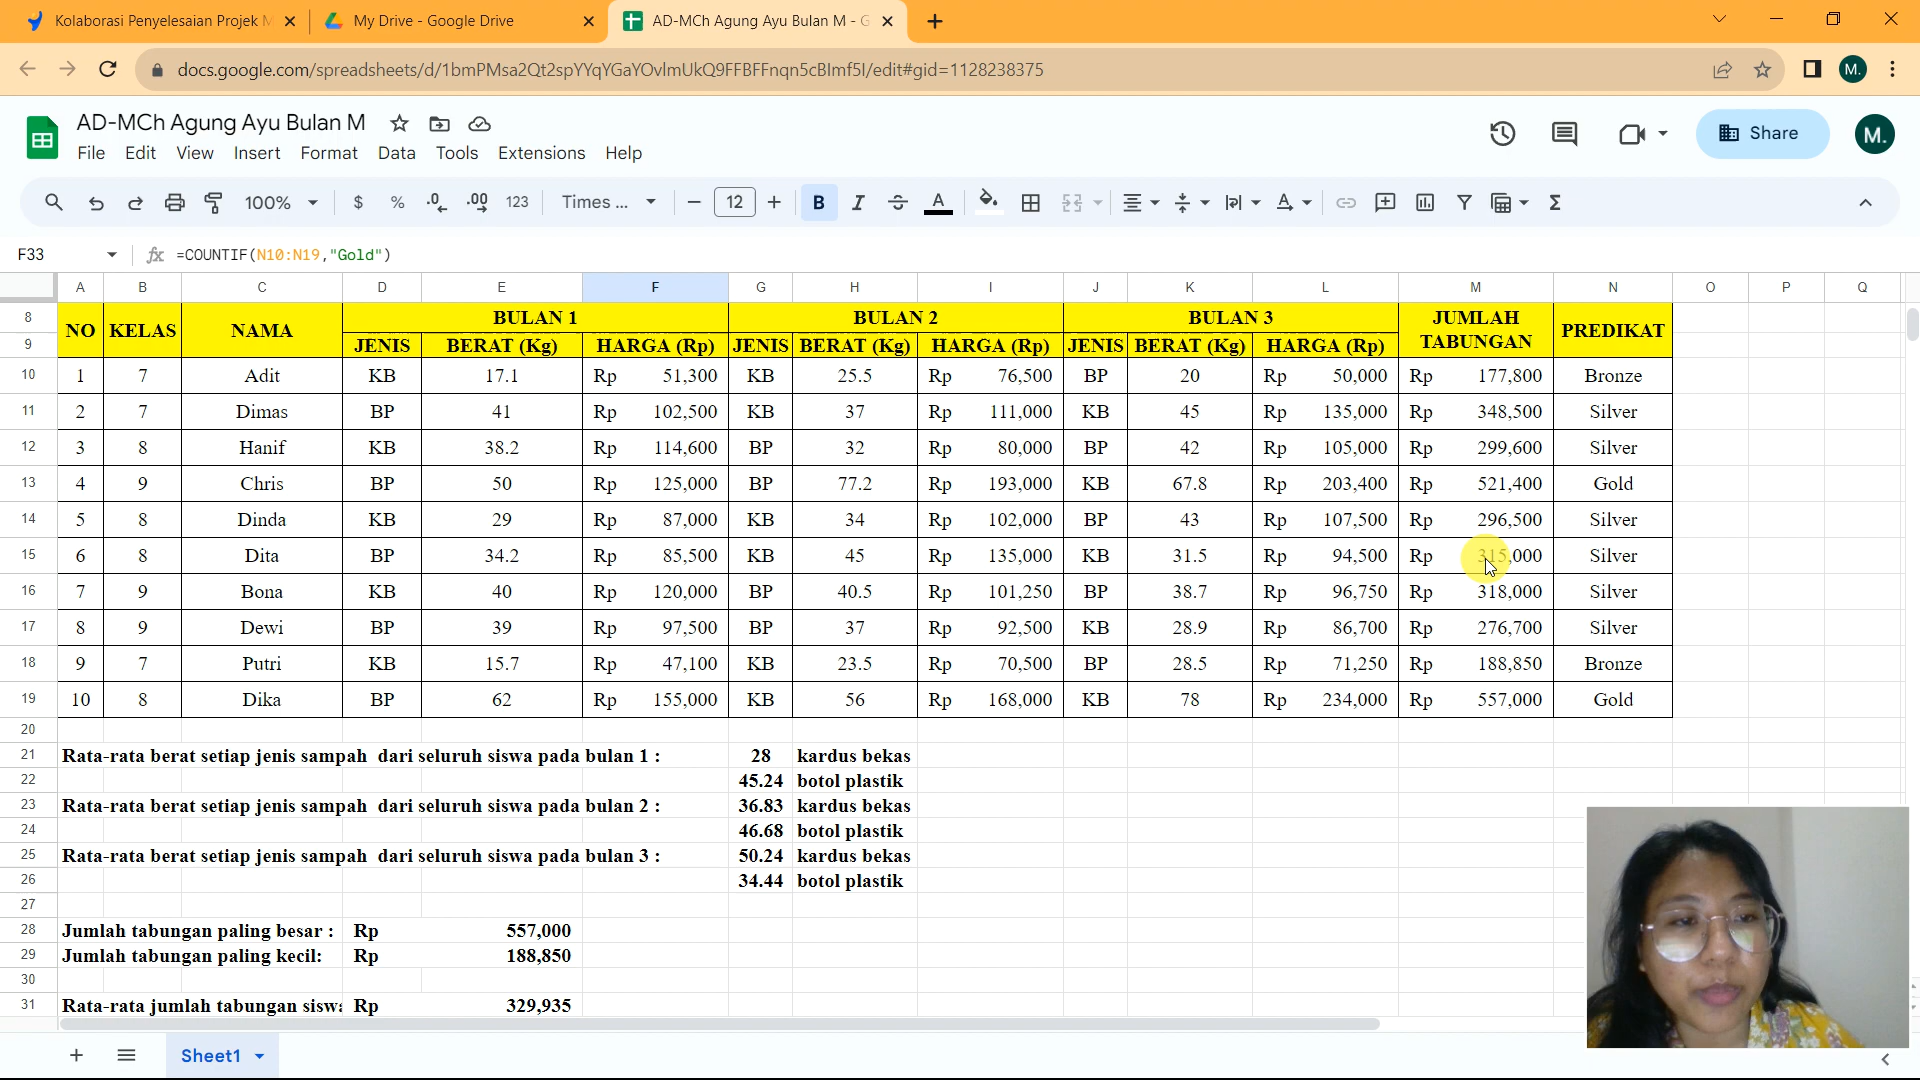 Kolaborasi Penyelesaian Projek M
My Drive - Google Drive
AD-MCh Agung Ayu Bulan M - G
docs.google.com/spreadsheets/d/1bmPMsa2Qt2spYYqYGaYOvlmUkQ9FFBFFnqn5cBlmf5I/edit#gid=1128238375
M.
AD-MCh Agung Ayu Bulan M
File Edit View Insert Format Data Tools Extensions Help
Share
M.
100% $ % .0 .00 123 Times ... 12 B I A
F33 fx =COUNTIF(N10:N19,"Gold")
A B C D E F G H I J K L M N O P Q
8 NO KELAS NAMA BULAN 1 BULAN 2 BULAN 3 JUMLAH TABUNGAN PREDIKAT
9 JENIS BERAT (Kg) HARGA (Rp) JENIS BERAT (Kg) HARGA (Rp) JENIS BERAT (Kg) HARGA (Rp)
10 1 7 Adit KB 17.1 Rp 51,300 KB 25.5 Rp 76,500 BP 20 Rp 50,000 Rp 177,800 Bronze
11 2 7 Dimas BP 41 Rp 102,500 KB 37 Rp 111,000 KB 45 Rp 135,000 Rp 348,500 Silver
12 3 8 Hanif KB 38.2 Rp 114,600 BP 32 Rp 80,000 BP 42 Rp 105,000 Rp 299,600 Silver
13 4 9 Chris BP 50 Rp 125,000 BP 77.2 Rp 193,000 KB 67.8 Rp 203,400 Rp 521,400 Gold
14 5 8 Dinda KB 29 Rp 87,000 KB 34 Rp 102,000 BP 43 Rp 107,500 Rp 296,500 Silver
15 6 8 Dita BP 34.2 Rp 85,500 KB 45 Rp 135,000 KB 31.5 Rp 94,500 Rp 315,000 Silver
16 7 9 Bona KB 40 Rp 120,000 BP 40.5 Rp 101,250 BP 38.7 Rp 96,750 Rp 318,000 Silver
17 8 9 Dewi BP 39 Rp 97,500 BP 37 Rp 92,500 KB 28.9 Rp 86,700 Rp 276,700 Silver
18 9 7 Putri KB 15.7 Rp 47,100 KB 23.5 Rp 70,500 BP 28.5 Rp 71,250 Rp 188,850 Bronze
19 10 8 Dika BP 62 Rp 155,000 KB 56 Rp 168,000 KB 78 Rp 234,000 Rp 557,000 Gold
20
21 Rata-rata berat setiap jenis sampah dari seluruh siswa pada bulan 1 : 28 kardus bekas
22 45.24 botol plastik
23 Rata-rata berat setiap jenis sampah dari seluruh siswa pada bulan 2 : 36.83 kardus bekas
24 46.68 botol plastik
25 Rata-rata berat setiap jenis sampah dari seluruh siswa pada bulan 3 : 50.24 kardus bekas
26 34.44 botol plastik
27
28 Jumlah tabungan paling besar : Rp 557,000
29 Jumlah tabungan paling kecil: Rp 188,850
30
31 Rata-rata jumlah tabungan sisw Rp 329,935
Sheet1